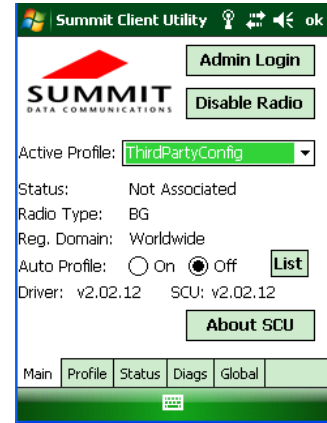 Summit Client Utility ok
Admin Login
SUMMIT
DATA COMMUNICATIONS
Disable Radio
Active Profile: ThirdPartyConfig
Status: Not Associated
Radio Type: BG
Reg. Domain: Worldwide
Auto Profile: On Off List
Driver: v2.02.12 SCU: v2.02.12
About SCU
Main Profile Status Diags Global